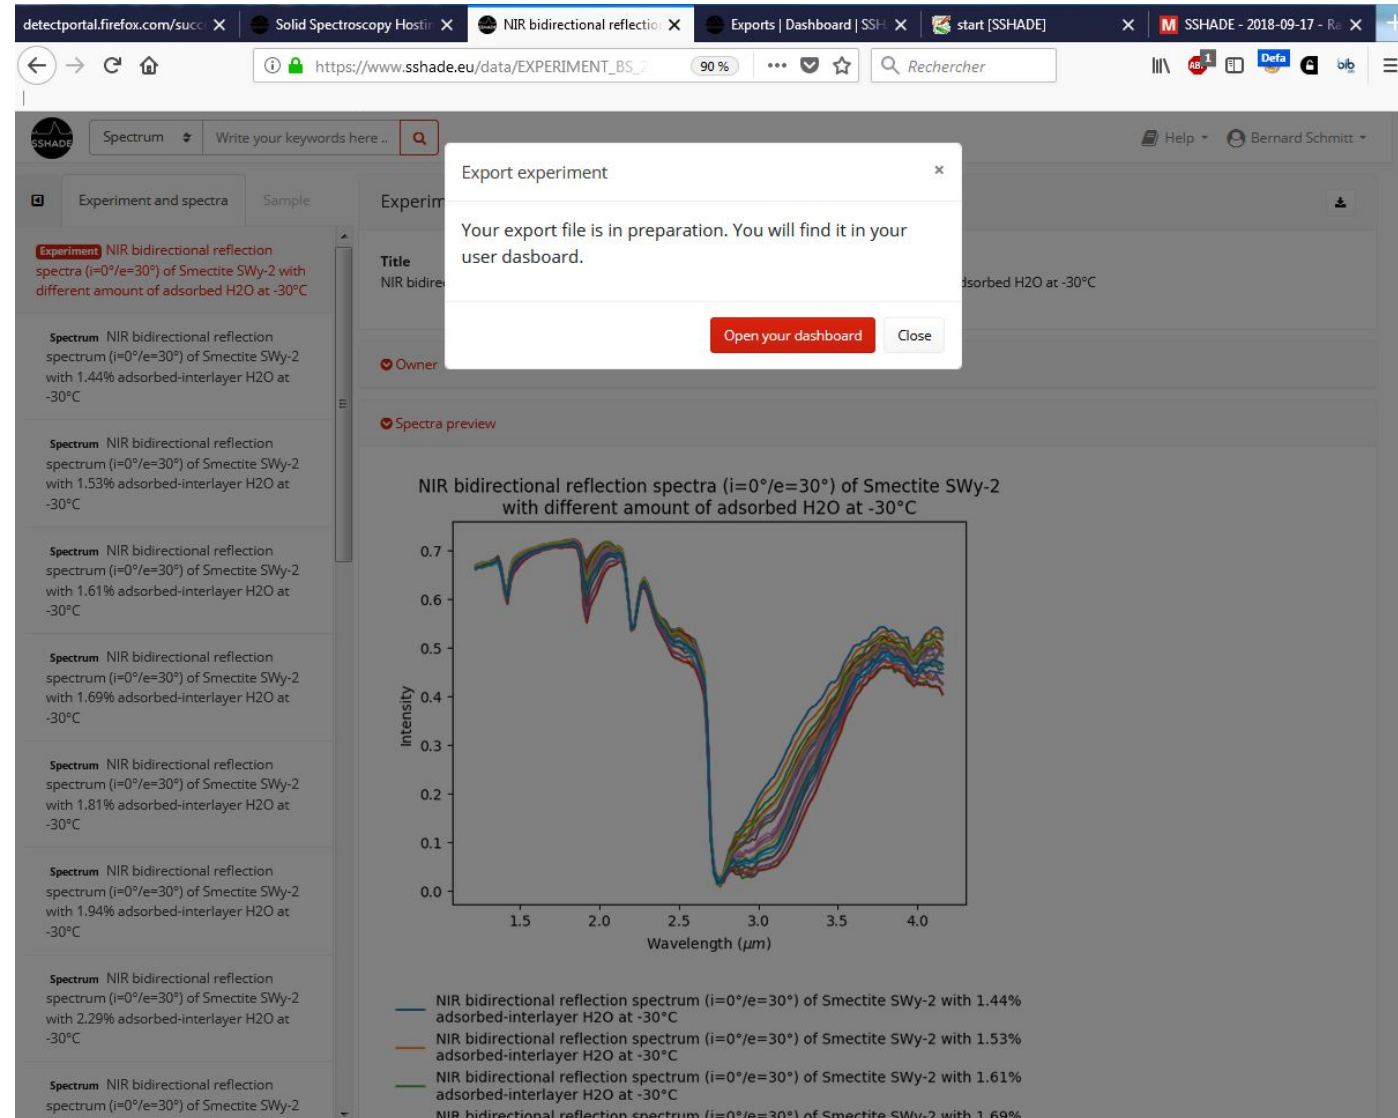 detectportal.firefox.com/succ
Solid Spectroscopy Hostin
NIR bidirectional reflectio
Exports | Dashboard | SSH
start [SSHADE]
SSHADE - 2018-09-17 - Ra
https://www.sshade.eu/data/EXPERIMENT_BS_2
90 %
Rechercher
SSHADE
Spectrum
Write your keywords here ..
Help
Bernard Schmitt
Experiment and spectra
Sample
Experim
Export experiment
Your export file is in preparation. You will find it in your
user dasboard.
Open your dashboard
Close
Experiment NIR bidirectional reflection
spectra (i=0°/e=30°) of Smectite SWy-2 with
different amount of adsorbed H2O at -30°C
Spectrum NIR bidirectional reflection
spectrum (i=0°/e=30°) of Smectite SWy-2
with 1.44% adsorbed-interlayer H2O at
-30°C
Spectrum NIR bidirectional reflection
spectrum (i=0°/e=30°) of Smectite SWy-2
with 1.53% adsorbed-interlayer H2O at
-30°C
Spectrum NIR bidirectional reflection
spectrum (i=0°/e=30°) of Smectite SWy-2
with 1.61% adsorbed-interlayer H2O at
-30°C
Spectrum NIR bidirectional reflection
spectrum (i=0°/e=30°) of Smectite SWy-2
with 1.69% adsorbed-interlayer H2O at
-30°C
Spectrum NIR bidirectional reflection
spectrum (i=0°/e=30°) of Smectite SWy-2
with 1.81% adsorbed-interlayer H2O at
-30°C
Spectrum NIR bidirectional reflection
spectrum (i=0°/e=30°) of Smectite SWy-2
with 1.94% adsorbed-interlayer H2O at
-30°C
Spectrum NIR bidirectional reflection
spectrum (i=0°/e=30°) of Smectite SWy-2
with 2.29% adsorbed-interlayer H2O at
-30°C
Spectrum NIR bidirectional reflection
spectrum (i=0°/e=30°) of Smectite SWy-2
Title
NIR bidire
dsorbed H2O at -30°C
Owner
Spectra preview
NIR bidirectional reflection spectra (i=0°/e=30°) of Smectite SWy-2
with different amount of adsorbed H2O at -30°C
0.7
0.6
0.5
0.4
0.3
0.2
0.1
0.0
Intensity
1.5 2.0 2.5 3.0 3.5 4.0
Wavelength (μm)
NIR bidirectional reflection spectrum (i=0°/e=30°) of Smectite SWy-2 with 1.44%
adsorbed-interlayer H2O at -30°C
NIR bidirectional reflection spectrum (i=0°/e=30°) of Smectite SWy-2 with 1.53%
adsorbed-interlayer H2O at -30°C
NIR bidirectional reflection spectrum (i=0°/e=30°) of Smectite SWy-2 with 1.61%
adsorbed-interlayer H2O at -30°C
NIR bidirectional reflection spectrum (i=0°/e=30°) of Smectite SWy-2 with 1.69%